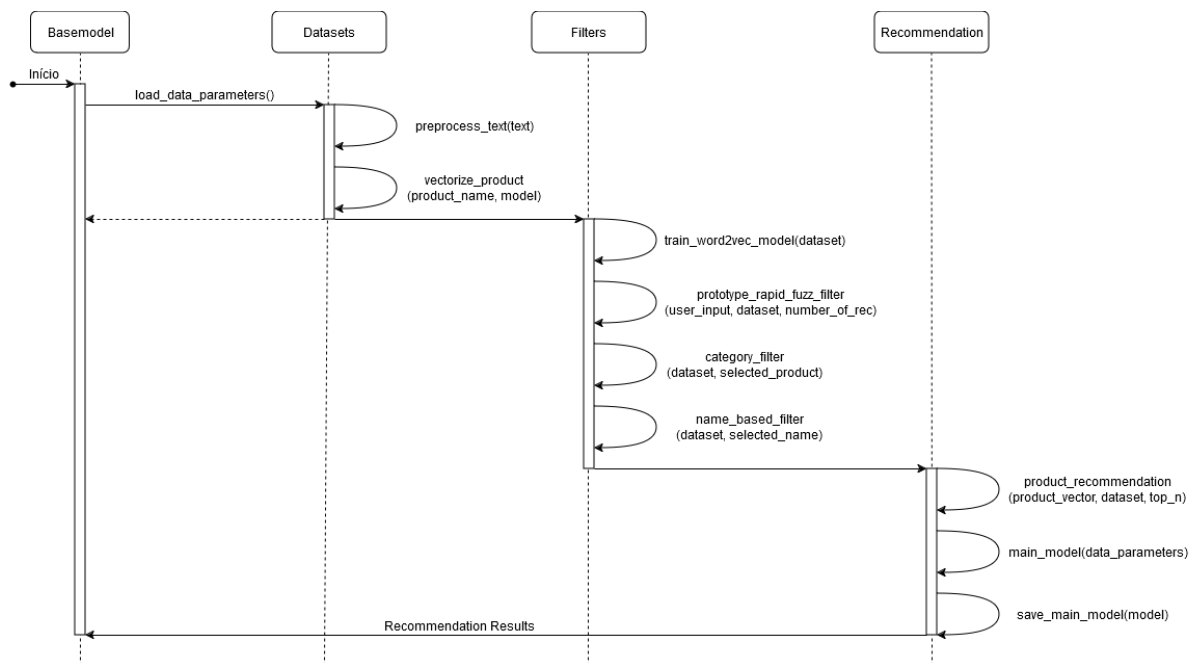 Basemodel
Datasets
Filters
Recommendation
Início
load_data_parameters()
preprocess_text(text)
vectorize_product
(product_name, model)
train_word2vec_model(dataset)
prototype_rapid_fuzz_filter
(user_input, dataset, number_of_rec)
category_filter
(dataset, selected_product)
name_based_filter
(dataset, selected_name)
product_recommendation
(product_vector, dataset, top_n)
main_model(data_parameters)
save_main_model(model)
Recommendation Results